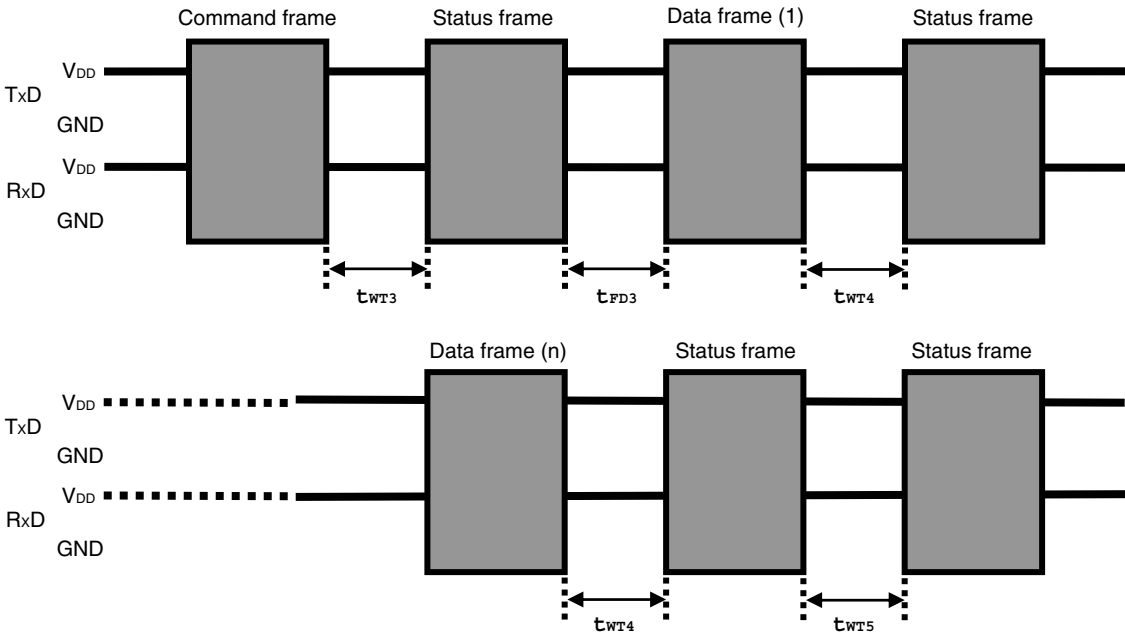 Command frame Status frame Data frame (1) Status frame
VDD
TxD
GND
VDD
RxD
GND
tWT3 tFD3 tWT4
Data frame (n) Status frame Status frame
VDD
TxD
GND
VDD
RxD
GND
tWT4 tWT5